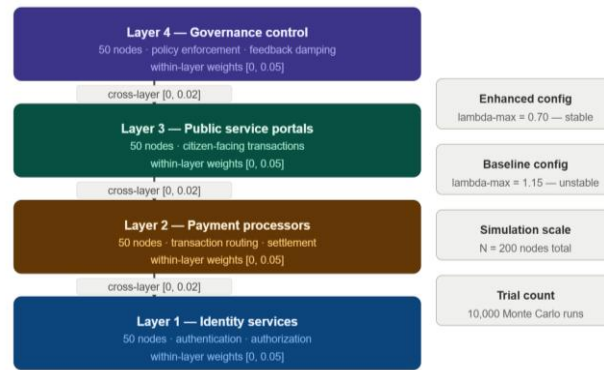 Layer 4 — Governance control
50 nodes · policy enforcement · feedback damping
within-layer weights [0, 0.05]
cross-layer [0, 0.02]
Layer 3 — Public service portals
50 nodes · citizen-facing transactions
within-layer weights [0, 0.05]
cross-layer [0, 0.02]
Layer 2 — Payment processors
50 nodes · transaction routing · settlement
within-layer weights [0, 0.05]
cross-layer [0, 0.02]
Layer 1 — Identity services
50 nodes · authentication · authorization
within-layer weights [0, 0.05]
Enhanced config
lambda-max = 0.70 — stable
Baseline config
lambda-max = 1.15 — unstable
Simulation scale
N = 200 nodes total
Trial count
10,000 Monte Carlo runs